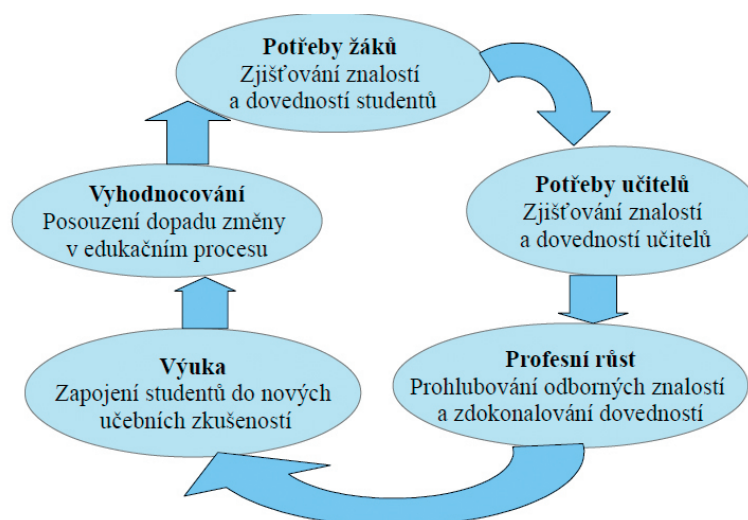 Potřeby žáků
Zjišťování znalostí
a dovedností studentů
Potřeby učitelů
Zjišťování znalostí
a dovedností učitelů
Profesní růst
Prohlubování odborných znalostí
a zdokonalování dovedností
Výuka
Zapojení studentů do nových
učebních zkušeností
Vyhodnocování
Posouzení dopadu změny
v edukačním procesu